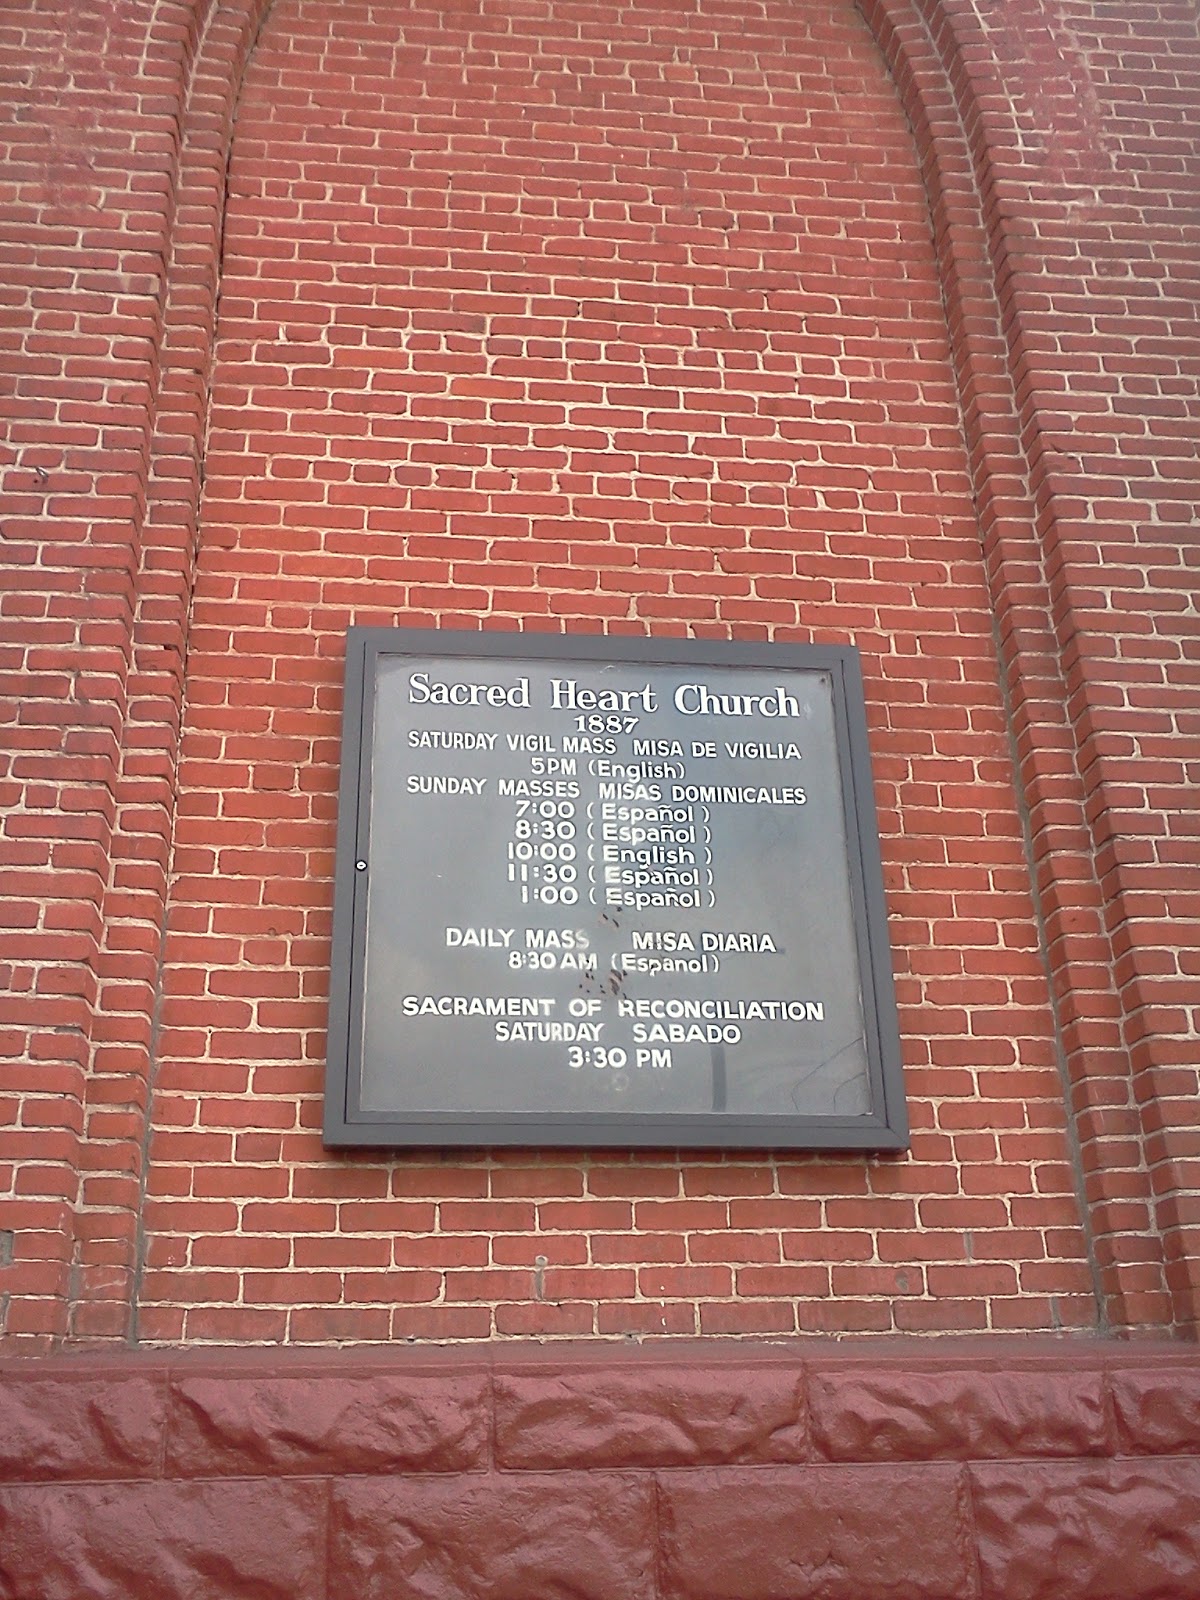 Sacred Heart Church
1887
SATURDAY VIGIL MASS MISA DE VIGILIA
5PM (English)
SUNDAY MASSES MISAS DOMINICALES
7:00 (Español)
8:30 (Español)
10:00 (English)
11:30 (Español)
1:00 (Español)
DAILY MASS MISA DIARIA
8:30 AM (Espanol)
SACRAMENT OF RECONCILIATION
SATURDAY SABADO
3:30 PM